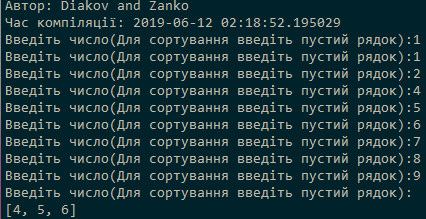 Автор: Diakov and Zanko
Час компіляції: 2019-06-12 02:18:52.195029
Введіть число(Для сортування введіть пустий рядок):1
Введіть число(Для сортування введіть пустий рядок):1
Введіть число(Для сортування введіть пустий рядок):2
Введіть число(Для сортування введіть пустий рядок):4
Введіть число(Для сортування введіть пустий рядок):5
Введіть число(Для сортування введіть пустий рядок):6
Введіть число(Для сортування введіть пустий рядок):7
Введіть число(Для сортування введіть пустий рядок):8
Введіть число(Для сортування введіть пустий рядок):9
Введіть число(Для сортування введіть пустий рядок):
[4, 5, 6]